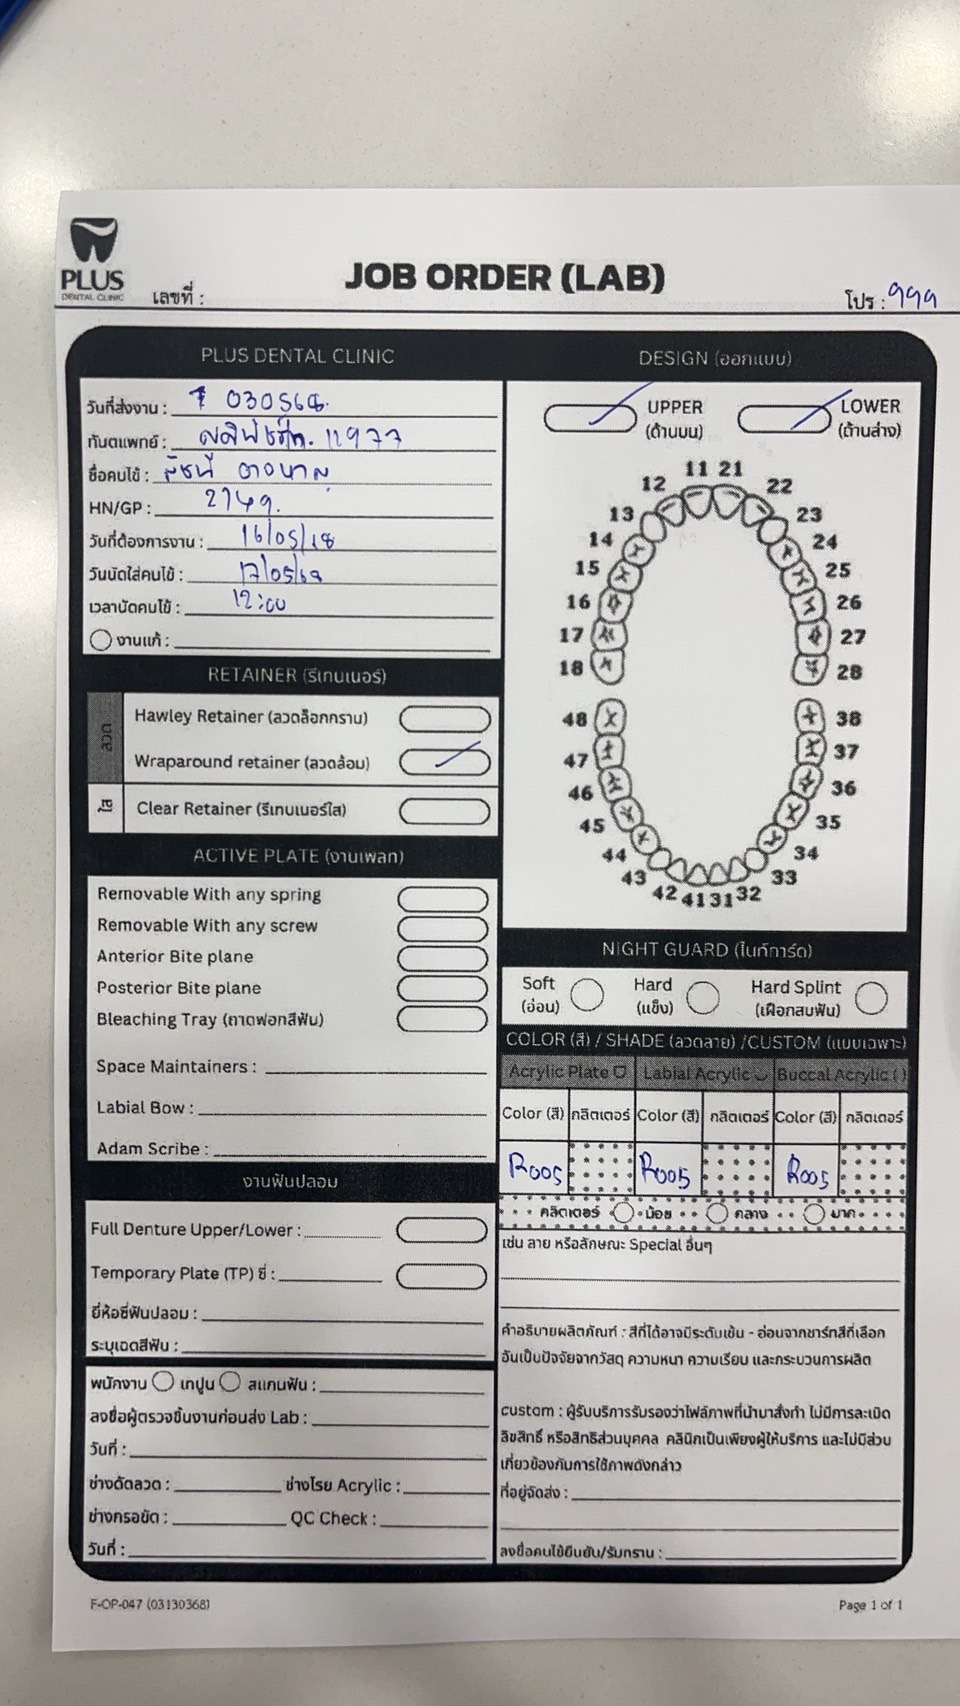 PLUS
DENTAL CLINIC
เลขที่ :
JOB ORDER (LAB)
โปร : 999
PLUS DENTAL CLINIC
วันที่ส่งงาน : 030568.
ทันตแพทย์ : 11977
ชื่อคนไข้ :
HN/GP : 2749.
วันที่ต้องการงาน : 16/05/68
วันนัดใส่คนไข้ : 17/05/68
เวลานัดคนไข้ : 12:00
งานแก้ :
RETAINER (รีเทนเนอร์)
ลวด
Hawley Retainer (ลวดล็อกกราม)
Wraparound retainer (ลวดล้อม)
ใส
Clear Retainer (รีเทนเนอร์ใส)
ACTIVE PLATE (งานเพลท)
Removable With any spring
Removable With any screw
Anterior Bite plane
Posterior Bite plane
Bleaching Tray (ถาดฟอกสีฟัน)
Space Maintainers :
Labial Bow :
Adam Scribe :
งานฟันปลอม
Full Denture Upper/Lower :
Temporary Plate (TP) ซี่ :
ยี่ห้อซี่ฟันปลอม :
ระบุเฉดสีฟัน :
พนักงาน เทปูน สแกนฟัน :
ลงชื่อผู้ตรวจชิ้นงานก่อนส่ง Lab :
วันที่ :
ช่างดัดลวด : ช่างโรย Acrylic :
ช่างกรอขัด : QC Check :
วันที่ :
DESIGN (ออกแบบ)
UPPER LOWER
(ด้านบน) (ด้านล่าง)
11 21
12 22
13 23
14 24
15 25
16 26
17 27
18 28
48 38
47 37
46 36
45 35
44 34
43 33
42 41 31 32
NIGHT GUARD (ไนท์การ์ด)
Soft Hard Hard Splint
(อ่อน) (แข็ง) (เฝือกสบฟัน)
COLOR (สี) / SHADE (ลวดลาย) /CUSTOM (แบบเฉพาะ)
Acrylic Plate Labial Acrylic Buccal Acrylic ( )
Color (สี) กลิตเตอร์ Color (สี) กลิตเตอร์ Color (สี) กลิตเตอร์
R005 R005 R005
กลิตเตอร์ น้อย กลาง มาก
เช่น ลาย หรือลักษณะ Special อื่นๆ
คำอธิบายผลิตภัณฑ์ : สีที่ได้อาจมีระดับเข้ม - อ่อนจากชาร์ทสีที่เลือก
อันเป็นปัจจัยจากวัสดุ ความหนา ความเรียบ และกระบวนการผลิต
custom : ผู้รับบริการรับรองว่าไฟล์ภาพที่นำมาสั่งทำ ไม่มีการละเมิด
ลิขสิทธิ์ หรือสิทธิส่วนบุคคล คลินิกเป็นเพียงผู้ให้บริการ และไม่มีส่วน
เกี่ยวข้องกับการใช้ภาพดังกล่าว
ที่อยู่จัดส่ง :
ลงชื่อคนไข้ยืนยัน/รับทราบ :
F-OP-047 (03130368)
Page 1 of 1